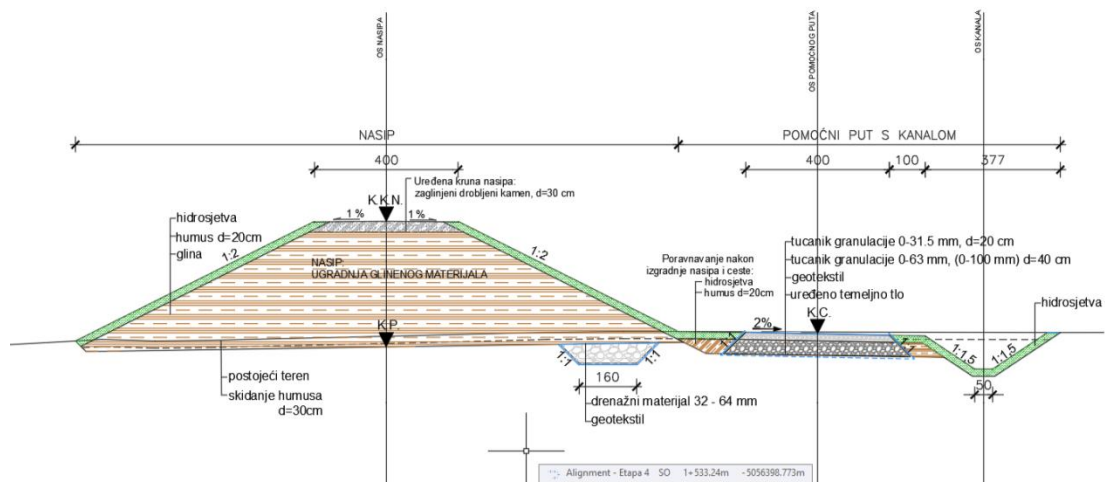 OS NASIPA
OS POMOĆNOG PUTA
OS KANALA
NASIP
POMOĆNI PUT S KANALOM
400
400
100
377
Uređena kruna nasipa:
zaglinjeni drobljeni kamen, d=30 cm
K.K.N.
1%
1%
hidrosjetva
humus d=20cm
glina
1:2
1:2
NASIP:
UGRADNJA GLINENOG MATERIJALA
Poravnavanje nakon
izgradnje nasipa i ceste:
hidrosjetva
humus d=20cm
tucanik granulacije 0-31.5 mm, d=20 cm
tucanik granulacije 0-63 mm, (0-100 mm) d=40 cm
geotekstil
uređeno temeljno tlo
K.C.
2%
hidrosjetva
K.P.
1:1
1:1
1:1
1:1
1:1.5
1:1.5
160
50
postojeći teren
skidanje humusa
d=30cm
drenažni materijal 32 - 64 mm
geotekstil
Alignment - Etapa 4 SO 1+533.24m -5056398.773m